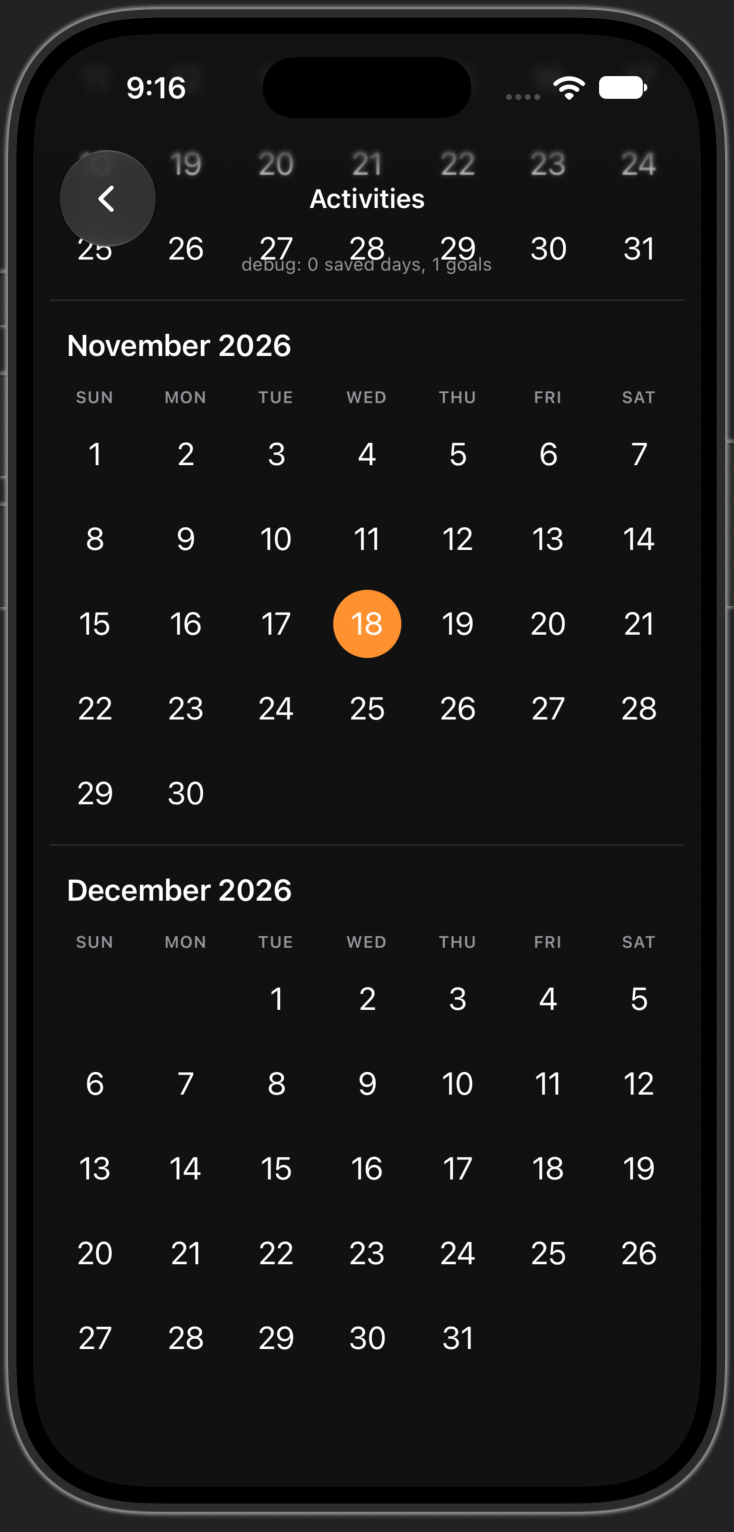 9:16
19 20 21 22 23 24
Activities
25 26 27 28 29 30 31
debug: 0 saved days, 1 goals
November 2026
SUN MON TUE WED THU FRI SAT
1 2 3 4 5 6 7
8 9 10 11 12 13 14
15 16 17 18 19 20 21
22 23 24 25 26 27 28
29 30
December 2026
SUN MON TUE WED THU FRI SAT
1 2 3 4 5
6 7 8 9 10 11 12
13 14 15 16 17 18 19
20 21 22 23 24 25 26
27 28 29 30 31